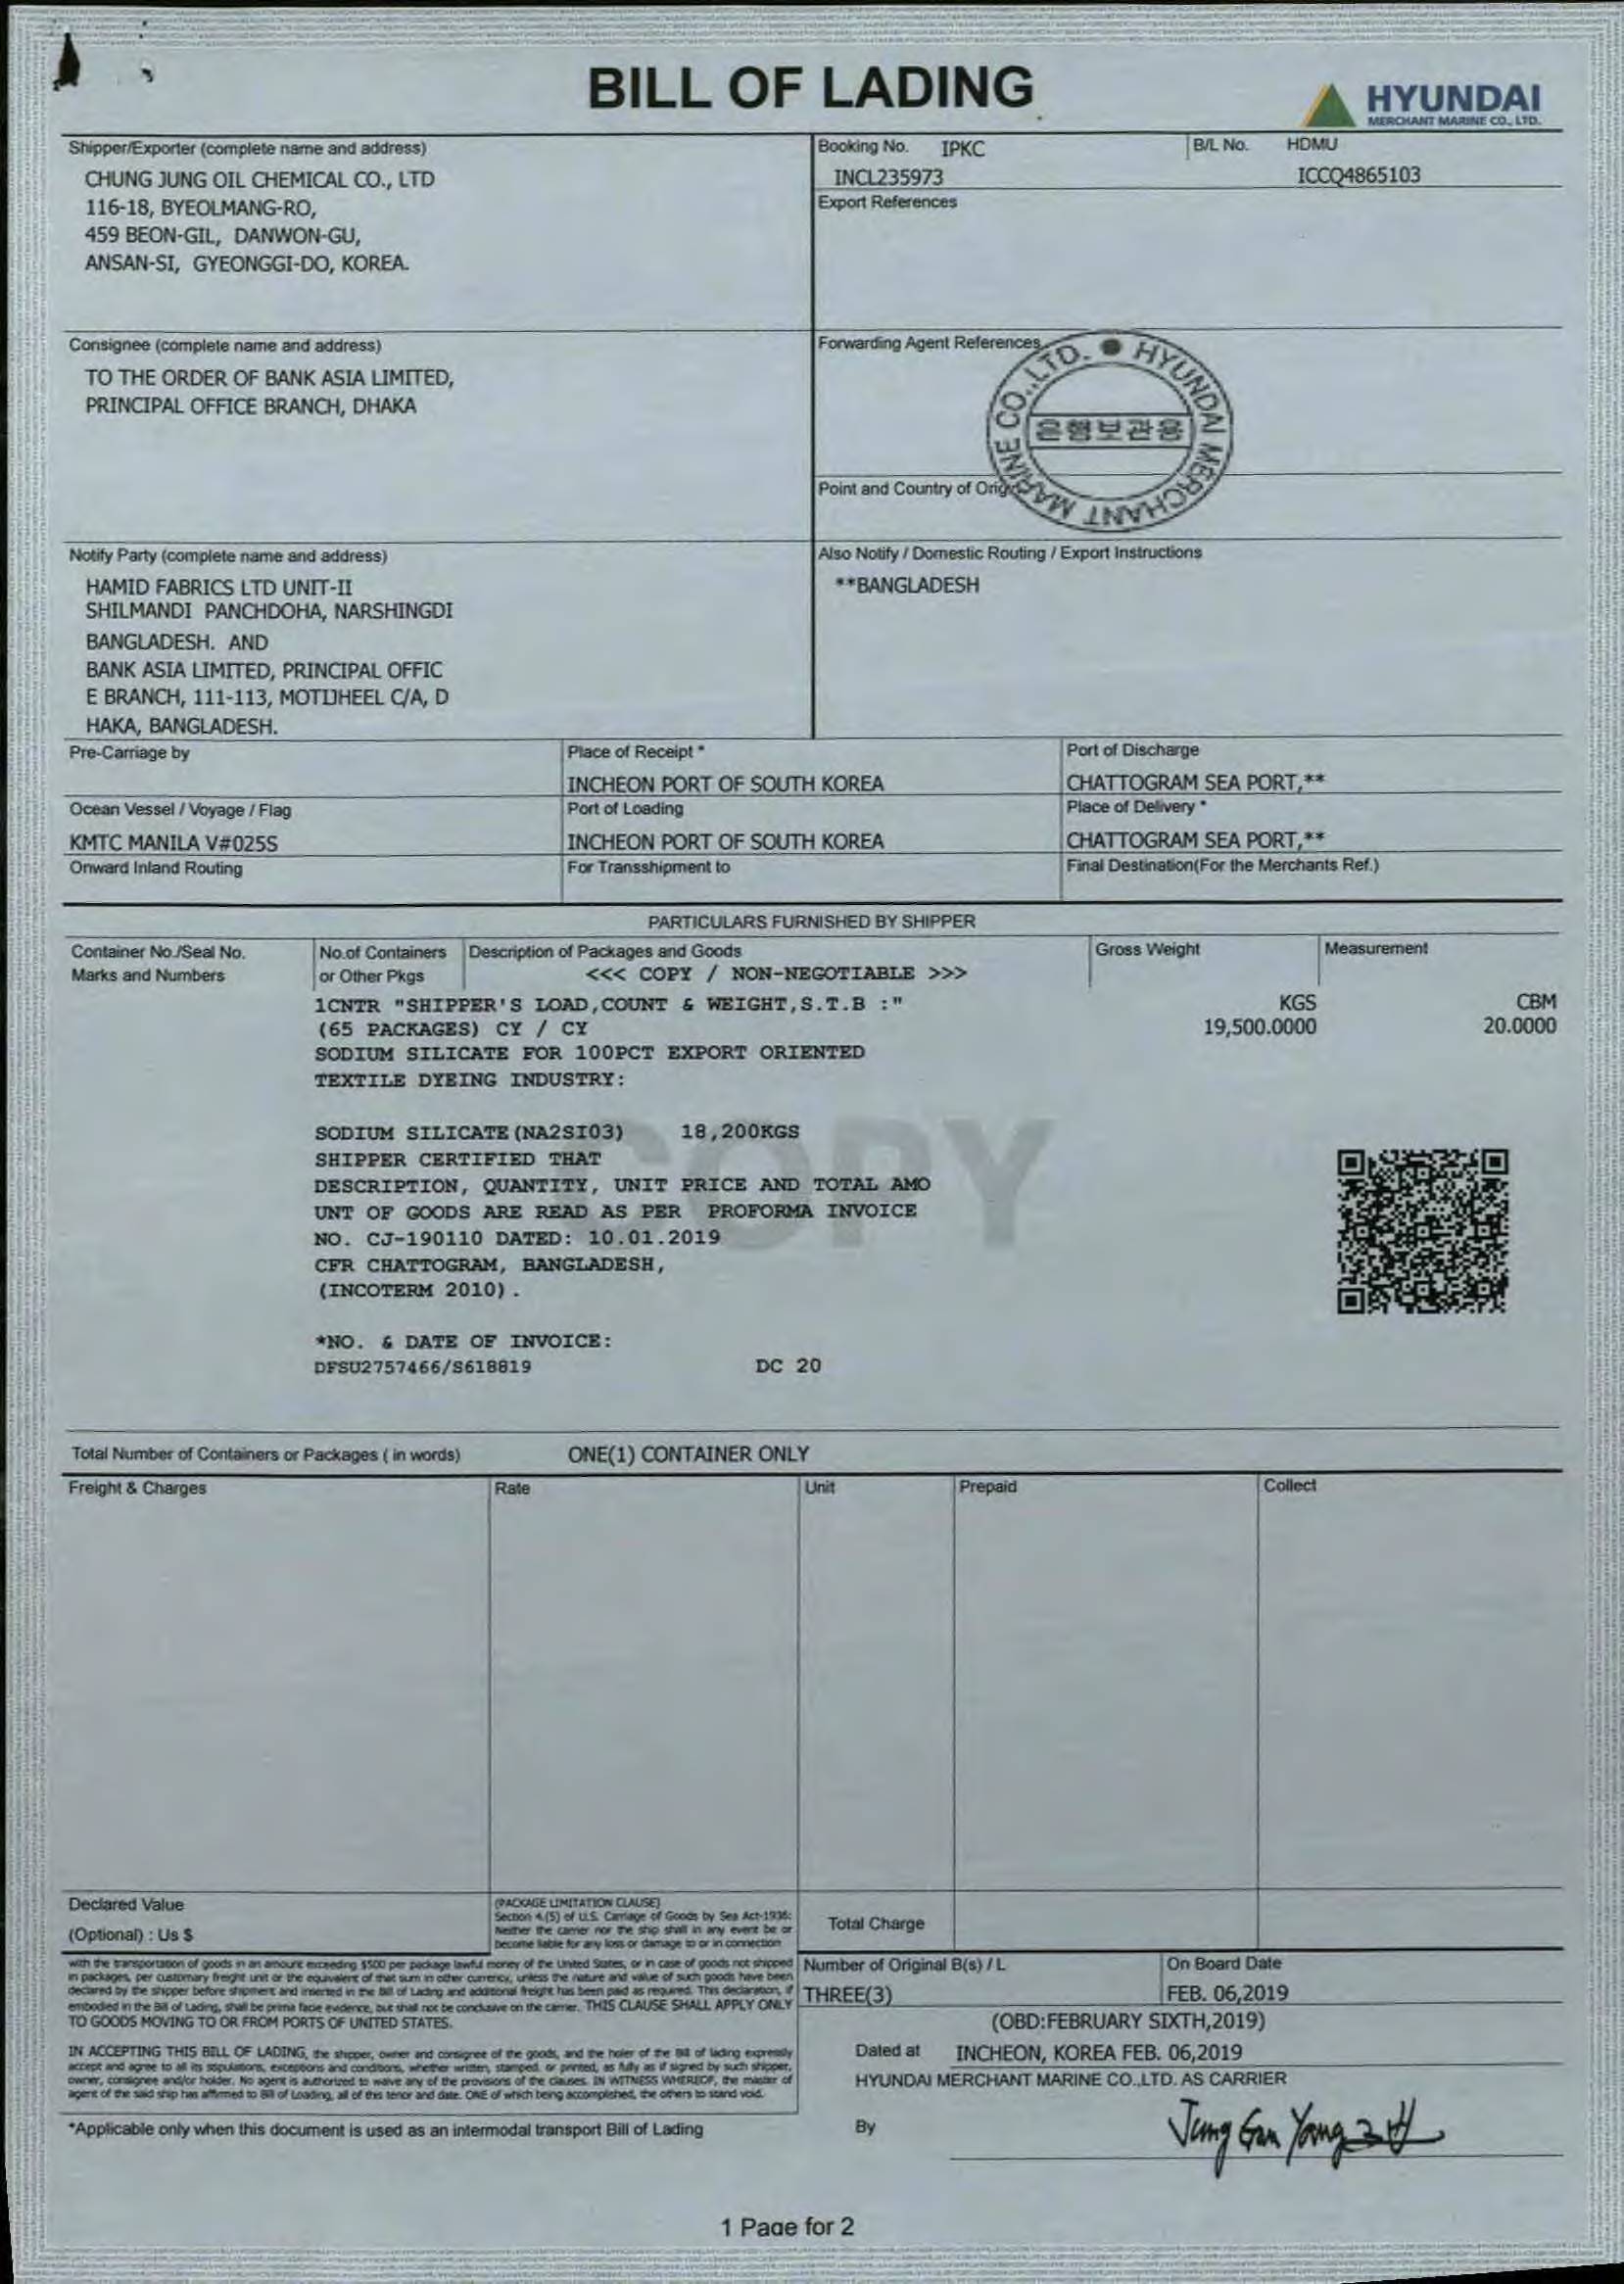 BILL OF LADING
HYUNDAI
MERCHANT MARINE CO., LTD.
Shipper/Exporter (complete name and address)
CHUNG JUNG OIL CHEMICAL CO., LTD
116-18, BYEOLMANG-RO,
459 BEON-GIL, DANWON-GU,
ANSAN-SI, GYEONGGI-DO, KOREA.
Booking No. IPKC
INCL235973
B/L No. HDMU
ICCQ4865103
Export References
Consignee (complete name and address)
TO THE ORDER OF BANK ASIA LIMITED,
PRINCIPAL OFFICE BRANCH, DHAKA
Forwarding Agent References
HYUNDAI MERCHANT MARINE CO.,LTD.
은행보관용
Point and Country of Origin
Notify Party (complete name and address)
HAMID FABRICS LTD UNIT-II
SHILMANDI PANCHDOHA, NARSHINGDI
BANGLADESH. AND
BANK ASIA LIMITED, PRINCIPAL OFFIC
E BRANCH, 111-113, MOTIJHEEL C/A, D
HAKA, BANGLADESH.
Also Notify / Domestic Routing / Export Instructions
**BANGLADESH
Pre-Carriage by
Place of Receipt *
INCHEON PORT OF SOUTH KOREA
Port of Discharge
CHATTOGRAM SEA PORT,**
Ocean Vessel / Voyage / Flag
KMTC MANILA V#025S
Port of Loading
INCHEON PORT OF SOUTH KOREA
Place of Delivery *
CHATTOGRAM SEA PORT,**
Onward Inland Routing
For Transshipment to
Final Destination(For the Merchants Ref.)
PARTICULARS FURNISHED BY SHIPPER
Container No./Seal No.
Marks and Numbers
No.of Containers
or Other Pkgs
Description of Packages and Goods
<<< COPY / NON-NEGOTIABLE >>>
Gross Weight
Measurement
1CNTR "SHIPPER'S LOAD,COUNT & WEIGHT,S.T.B :"
KGS
CBM
(65 PACKAGES) CY / CY
19,500.0000
20.0000
SODIUM SILICATE FOR 100PCT EXPORT ORIENTED
TEXTILE DYEING INDUSTRY:
COPY
SODIUM SILICATE(NA2SI03) 18,200KGS
SHIPPER CERTIFIED THAT
DESCRIPTION, QUANTITY, UNIT PRICE AND TOTAL AMO
UNT OF GOODS ARE READ AS PER PROFORMA INVOICE
NO. CJ-190110 DATED: 10.01.2019
CFR CHATTOGRAM, BANGLADESH,
(INCOTERM 2010).
*NO. & DATE OF INVOICE:
DFSU2757466/S618819 DC 20
Total Number of Containers or Packages ( in words) ONE(1) CONTAINER ONLY
Freight & Charges
Rate
Unit
Prepaid
Collect
Declared Value
(Optional) : Us $
(PACKAGE LIMITATION CLAUSE)
Section 4.(5) of U.S. Carriage of Goods by Sea Act-1936:
Neither the carrier nor the ship shall in any event be or
become liable for any loss or damage to or in connection
Total Charge
with the transportation of goods in an amount exceeding $500 per package lawful money of the United States, or in case of goods not shipped
in packages, per customary freight unit or the equivalent of that sum in other currency, unless the nature and value of such goods have been
declared by the shipper before shipment and inserted in the Bill of Lading and additional freight has been paid as required. This declaration, if
embodied in the Bill of Lading, shall be prima facie evidence, but shall not be conclusive on the carrier. THIS CLAUSE SHALL APPLY ONLY
TO GOODS MOVING TO OR FROM PORTS OF UNITED STATES.
Number of Original B(s) / L
THREE(3)
On Board Date
FEB. 06,2019
(OBD:FEBRUARY SIXTH,2019)
IN ACCEPTING THIS BILL OF LADING, the shipper, owner and consignee of the goods, and the holer of the Bill of lading expressly
accept and agree to all its stipulations, exceptions and conditions, whether written, stamped, or printed, as fully as if signed by such shipper,
owner, consignee and/or holder. No agent is authorized to waive any of the provisions of the clauses. IN WITNESS WHEREOF, the master of
agent of the said ship has affirmed to Bill of Loading, all of this tenor and date. ONE of which being accomplished, the others to stand void.
Dated at INCHEON, KOREA FEB. 06,2019
HYUNDAI MERCHANT MARINE CO.,LTD. AS CARRIER
*Applicable only when this document is used as an intermodal transport Bill of Lading
By
1 Page for 2